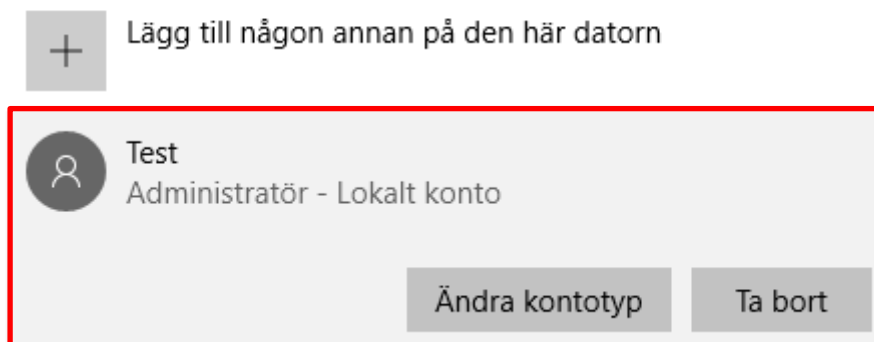 Lägg till någon annan på den här datorn
Test
Administratör - Lokalt konto
Ändra kontotyp
Ta bort